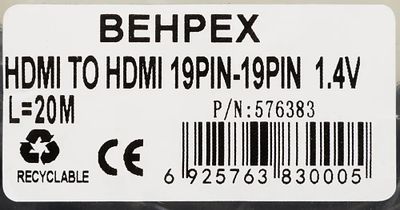 BEHPEX
HDMI TO HDMI 19PIN-19PIN 1.4V
L=20M
P/N:576383
CE
RECYCLABLE
6 925763 830005